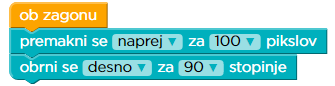 ob zagonu
premakni se naprej ▼ za 100 ▼ pikslov
obrni se desno ▼ za 90 ▼ stopinje